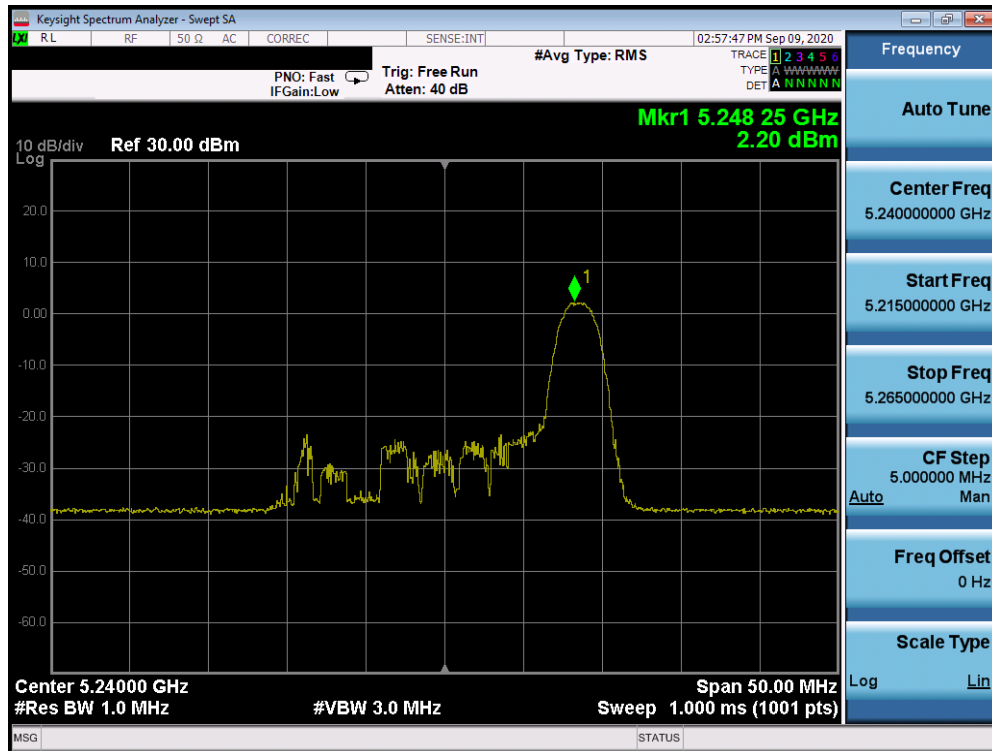 Keysight Spectrum Analyzer - Swept SA
LXI RL RF 50 Ω AC CORREC SENSE:INT 02:57:47 PM Sep 09, 2020
#Avg Type: RMS
PNO: Fast
IFGain:Low
Trig: Free Run
Atten: 40 dB
TRACE 1 2 3 4 5 6
TYPE A WWWWWW
DET A N N N N N
Mkr1 5.248 25 GHz
2.20 dBm
10 dB/div Ref 30.00 dBm
Log
20.0
10.0
0.00
-10.0
-20.0
-30.0
-40.0
-50.0
-60.0
1
Center 5.24000 GHz Span 50.00 MHz
#Res BW 1.0 MHz #VBW 3.0 MHz Sweep 1.000 ms (1001 pts)
MSG STATUS
Frequency
Auto Tune
Center Freq
5.240000000 GHz
Start Freq
5.215000000 GHz
Stop Freq
5.265000000 GHz
CF Step
5.000000 MHz
Auto Man
Freq Offset
0 Hz
Scale Type
Log Lin